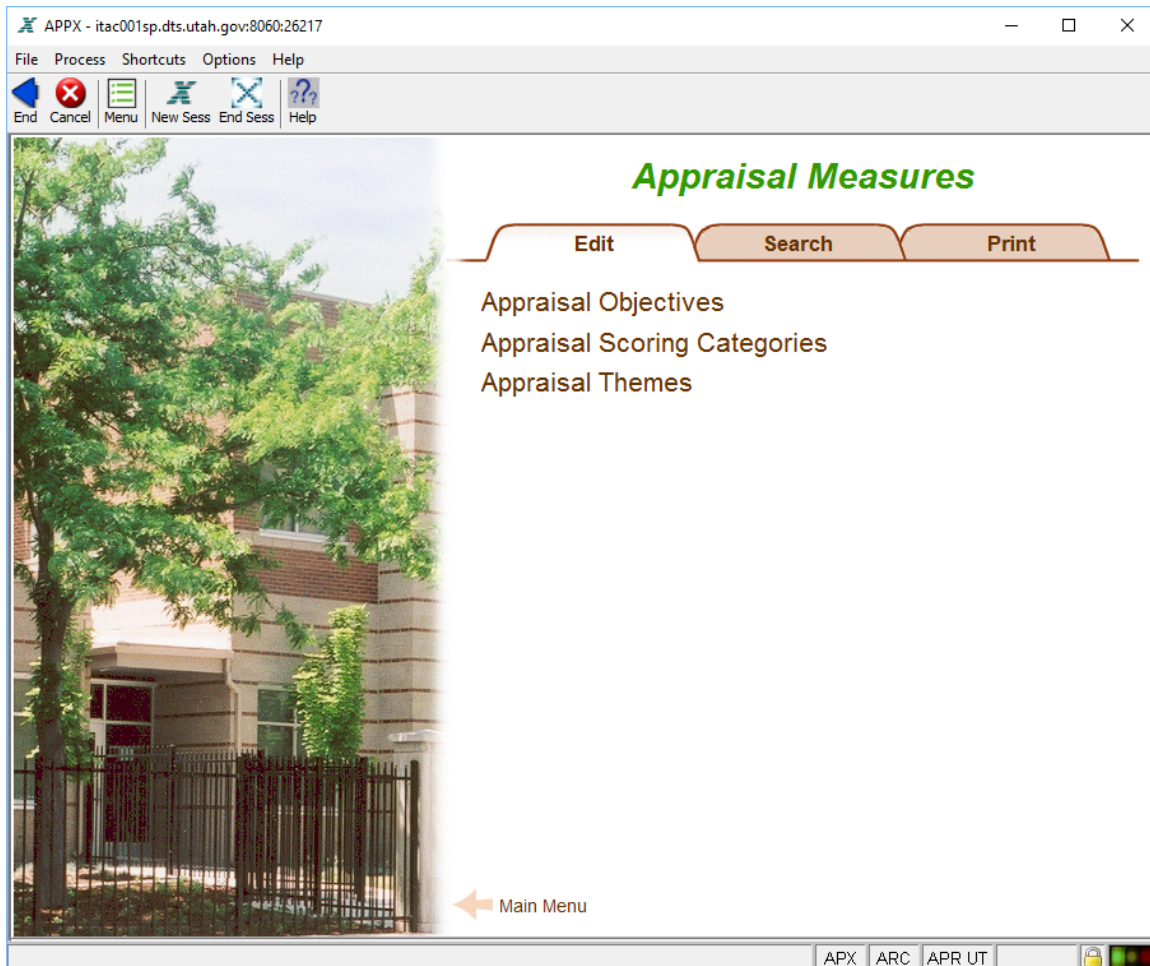 APPX - itac001sp.dts.utah.gov:8060:26217
File Process Shortcuts Options Help
End Cancel Menu New Sess End Sess Help
Appraisal Measures
Edit Search Print
Appraisal Objectives
Appraisal Scoring Categories
Appraisal Themes
Main Menu
APX ARC APR UT